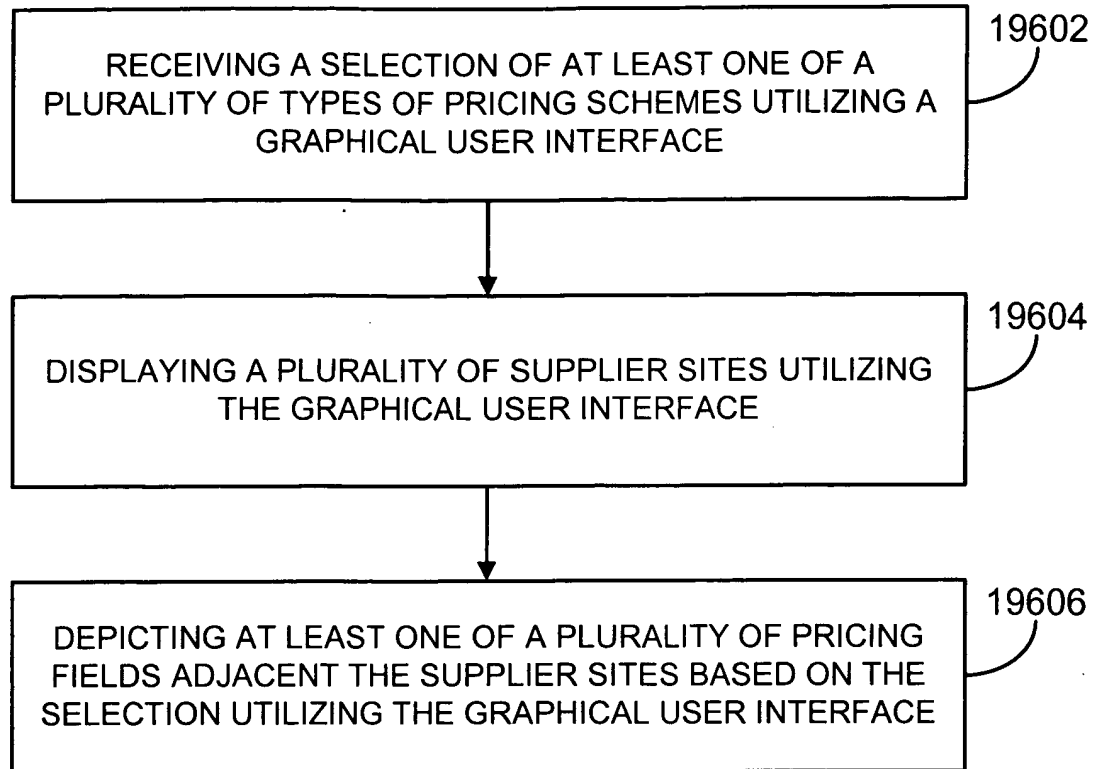 19602
RECEIVING A SELECTION OF AT LEAST ONE OF A
PLURALITY OF TYPES OF PRICING SCHEMES UTILIZING A
GRAPHICAL USER INTERFACE
19604
DISPLAYING A PLURALITY OF SUPPLIER SITES UTILIZING
THE GRAPHICAL USER INTERFACE
19606
DEPICTING AT LEAST ONE OF A PLURALITY OF PRICING
FIELDS ADJACENT THE SUPPLIER SITES BASED ON THE
SELECTION UTILIZING THE GRAPHICAL USER INTERFACE